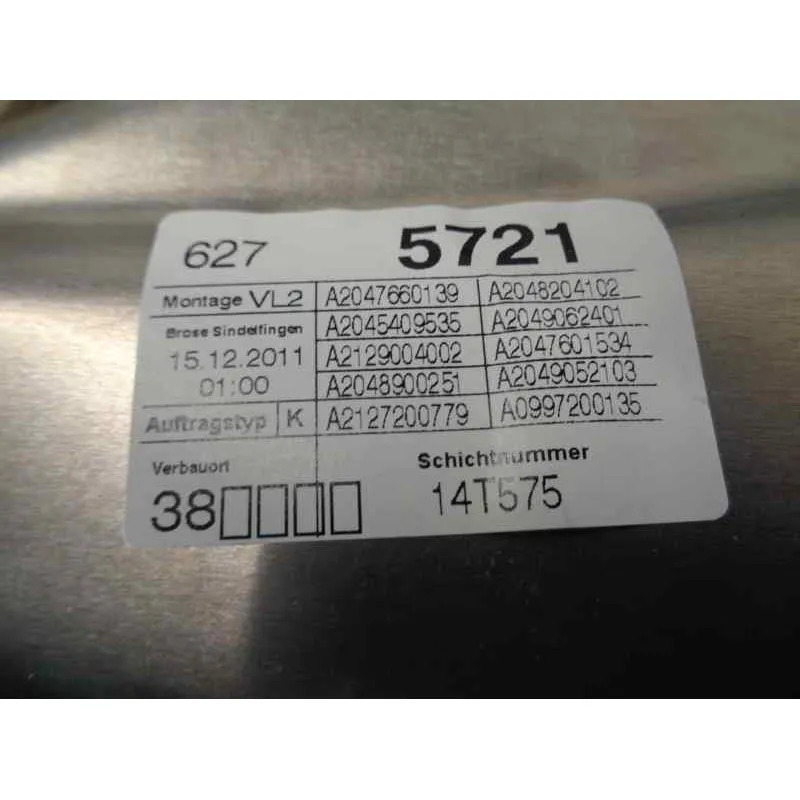 627 5721
Montage VL2 A2047660139 A2048204102
Brose Sindelfingen A2045409535 A2049062401
15.12.2011 A2129004002 A2047601534
01:00 A2048900251 A2049052103
Auftragstyp K A2127200779 A0997200135
Verbauort Schichtnummer
38 14T575